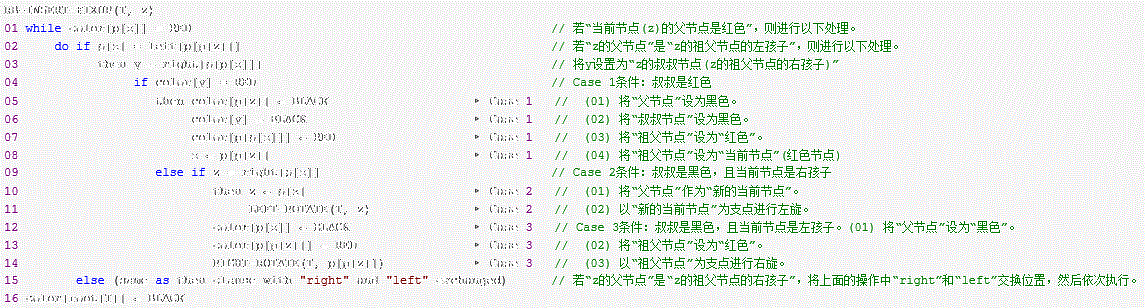 RB-INSERT-FIXUP(T, z)
01 while color[p[z]] = RED // 若“当前节点(z)的父节点是红色”，则进行以下处理。
02 do if p[z] = left[p[p[z]]] // 若“z的父节点”是“z的祖父节点的左孩子”，则进行以下处理。
03 then y ← right[p[p[z]]] // 将y设置为“z的叔叔节点(z的祖父节点的右孩子)”
04 if color[y] = RED // Case 1条件：叔叔是红色
05 then color[p[z]] ← BLACK ▹ Case 1 // (01) 将“父节点”设为黑色。
06 color[y] ← BLACK ▹ Case 1 // (02) 将“叔叔节点”设为黑色。
07 color[p[p[z]]] ← RED ▹ Case 1 // (03) 将“祖父节点”设为“红色”。
08 z ← p[p[z]] ▹ Case 1 // (04) 将“祖父节点”设为“当前节点”(红色节点)
09 else if z = right[p[z]] // Case 2条件：叔叔是黑色，且当前节点是右孩子
10 then z ← p[z] ▹ Case 2 // (01) 将“父节点”作为“新的当前节点”。
11 LEFT-ROTATE(T, z) ▹ Case 2 // (02) 以“新的当前节点”为支点进行左旋。
12 color[p[z]] ← BLACK ▹ Case 3 // Case 3条件：叔叔是黑色，且当前节点是左孩子。(01) 将“父节点”设为“黑色”。
13 color[p[p[z]]] ← RED ▹ Case 3 // (02) 将“祖父节点”设为“红色”。
14 RIGHT-ROTATE(T, p[p[z]]) ▹ Case 3 // (03) 以“祖父节点”为支点进行右旋。
15 else (same as then clause with "right" and "left" exchanged) // 若“z的父节点”是“z的祖父节点的右孩子”，将上面的操作中“right”和“left”交换位置，然后依次执行。
16 color[root[T]] ← BLACK